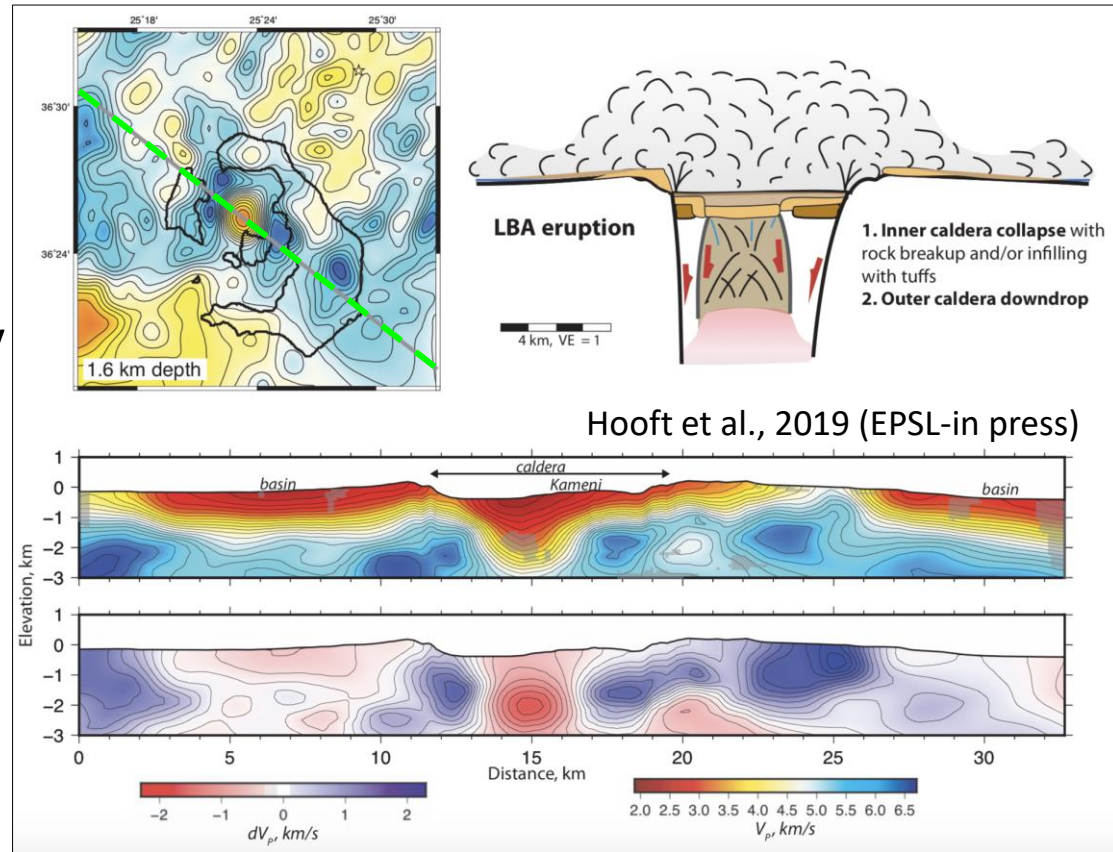 25˚18' 25˚24' 25˚30'
36˚30'
36˚24'
1.6 km depth
LBA eruption
1. Inner caldera collapse with
rock breakup and/or infilling
with tuffs
2. Outer caldera downdrop
4 km, VE = 1
y
Hooft et al., 2019 (EPSL-in press)
caldera
basin Kameni basin
1
0
-1
-2
-3
Elevation, km
1
0
-1
-2
-3
0 5 10 15 20 25 30
Distance, km
-2 -1 0 1 2
dVP, km/s
2.0 2.5 3.0 3.5 4.0 4.5 5.0 5.5 6.0 6.5
VP, km/s